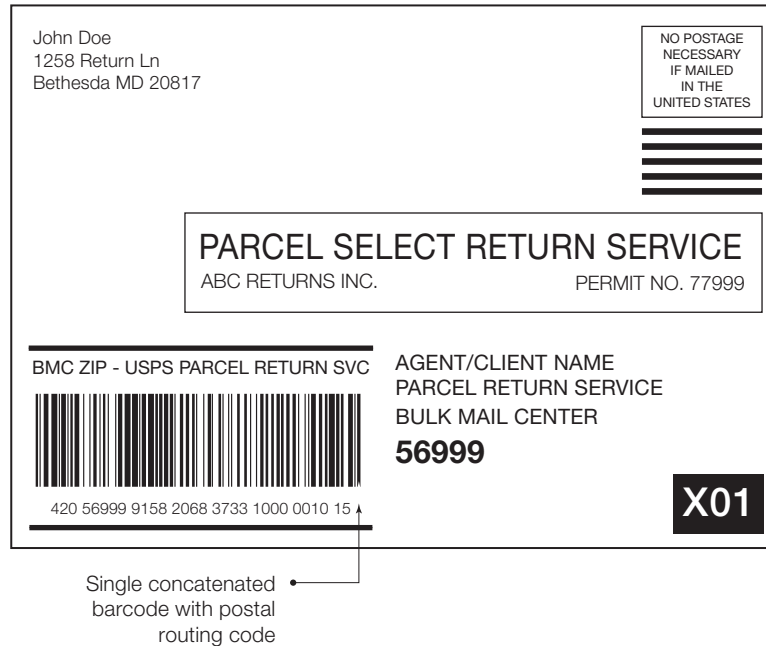 John Doe
1258 Return Ln
Bethesda MD 20817
NO POSTAGE
NECESSARY
IF MAILED
IN THE
UNITED STATES
PARCEL SELECT RETURN SERVICE
ABC RETURNS INC.
PERMIT NO. 77999
BMC ZIP - USPS PARCEL RETURN SVC
420 56999 9158 2068 3733 1000 0010 15
AGENT/CLIENT NAME
PARCEL RETURN SERVICE
BULK MAIL CENTER
56999
X01
Single concatenated
barcode with postal
routing code